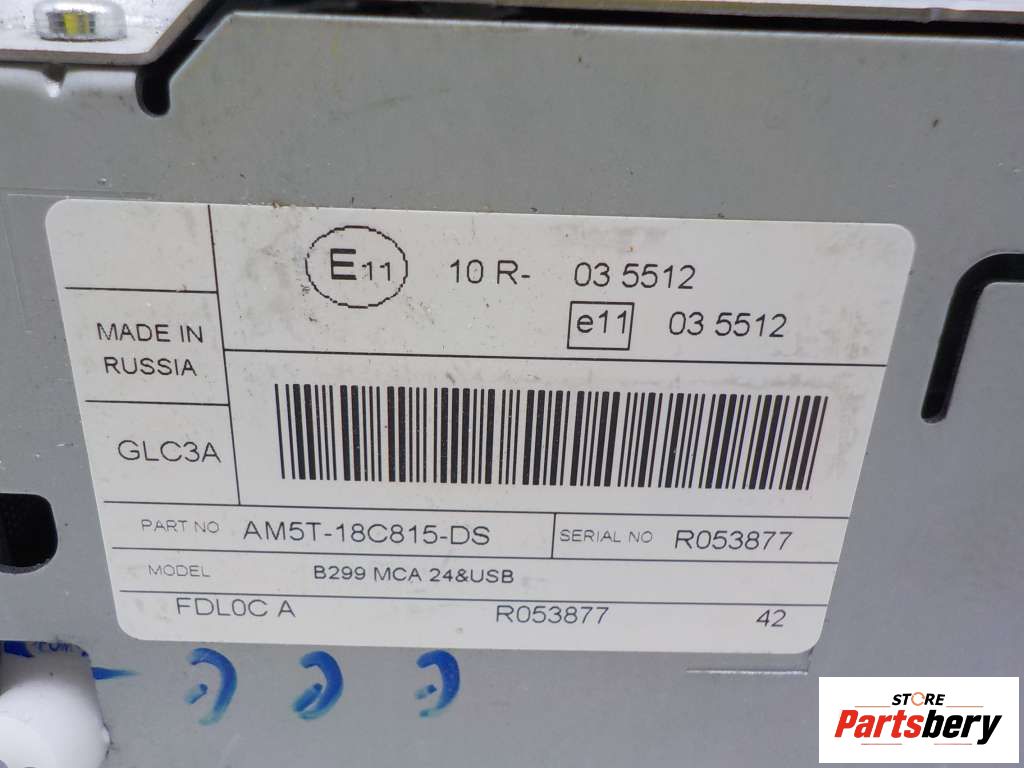 E11 10 R- 03 5512
e11 03 5512
MADE IN
RUSSIA
GLC3A
PART NO AM5T-18C815-DS SERIAL NO R053877
MODEL B299 MCA 24&USB
FDL0C A R053877 42
STORE
Partsbery